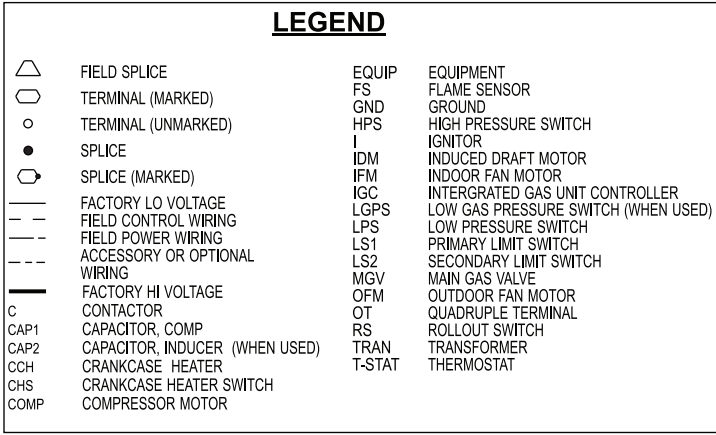 LEGEND
FIELD SPLICE
TERMINAL (MARKED)
TERMINAL (UNMARKED)
SPLICE
SPLICE (MARKED)
FACTORY LO VOLTAGE
FIELD CONTROL WIRING
FIELD POWER WIRING
ACCESSORY OR OPTIONAL
WIRING
FACTORY HI VOLTAGE
C CONTACTOR
CAP1 CAPACITOR, COMP
CAP2 CAPACITOR, INDUCER (WHEN USED)
CCH CRANKCASE HEATER
CHS CRANKCASE HEATER SWITCH
COMP COMPRESSOR MOTOR
EQUIP EQUIPMENT
FS FLAME SENSOR
GND GROUND
HPS HIGH PRESSURE SWITCH
I IGNITOR
IDM INDUCED DRAFT MOTOR
IFM INDOOR FAN MOTOR
IGC INTERGRATED GAS UNIT CONTROLLER
LGPS LOW GAS PRESSURE SWITCH (WHEN USED)
LPS LOW PRESSURE SWITCH
LS1 PRIMARY LIMIT SWITCH
LS2 SECONDARY LIMIT SWITCH
MGV MAIN GAS VALVE
OFM OUTDOOR FAN MOTOR
OT QUADRUPLE TERMINAL
RS ROLLOUT SWITCH
TRAN TRANSFORMER
T-STAT THERMOSTAT